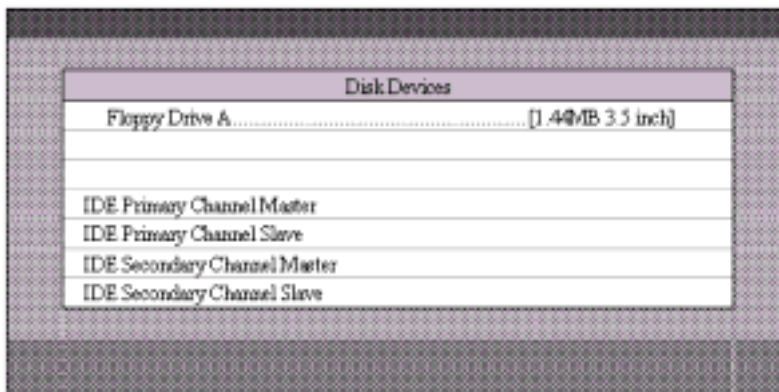 Disk Devices
Floppy Drive A......................................................[1.44MB 3.5 inch]
IDE Primary Channel Master
IDE Primary Channel Slave
IDE Secondary Channel Master
IDE Secondary Channel Slave